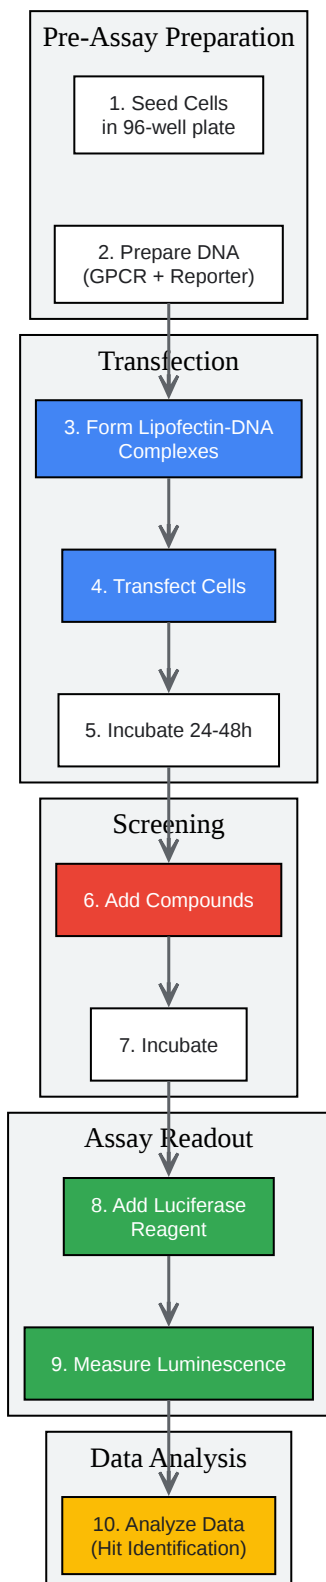 Pre-Assay Preparation
1. Seed Cells
in 96-well plate
2. Prepare DNA
(GPCR + Reporter)
Transfection
3. Form Lipofectin-DNA
Complexes
4. Transfect Cells
5. Incubate 24-48h
Screening
6. Add Compounds
7. Incubate
Assay Readout
8. Add Luciferase
Reagent
9. Measure Luminescence
Data Analysis
10. Analyze Data
(Hit Identification)